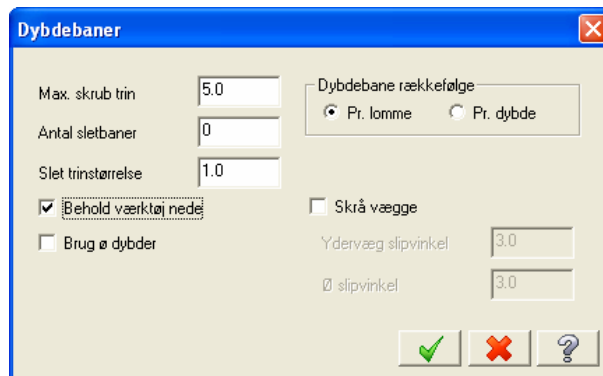 Dybdebaner
Max. skrub trin 5.0
Antal sletbaner 0
Slet trinstørrelse 1.0
Behold værktøj nede
Brug ø dybder
Dybdebane rækkefølge
Pr. lomme Pr. dybde
Skrå vægge
Ydervæg slipvinkel 3.0
Ø slipvinkel 3.0